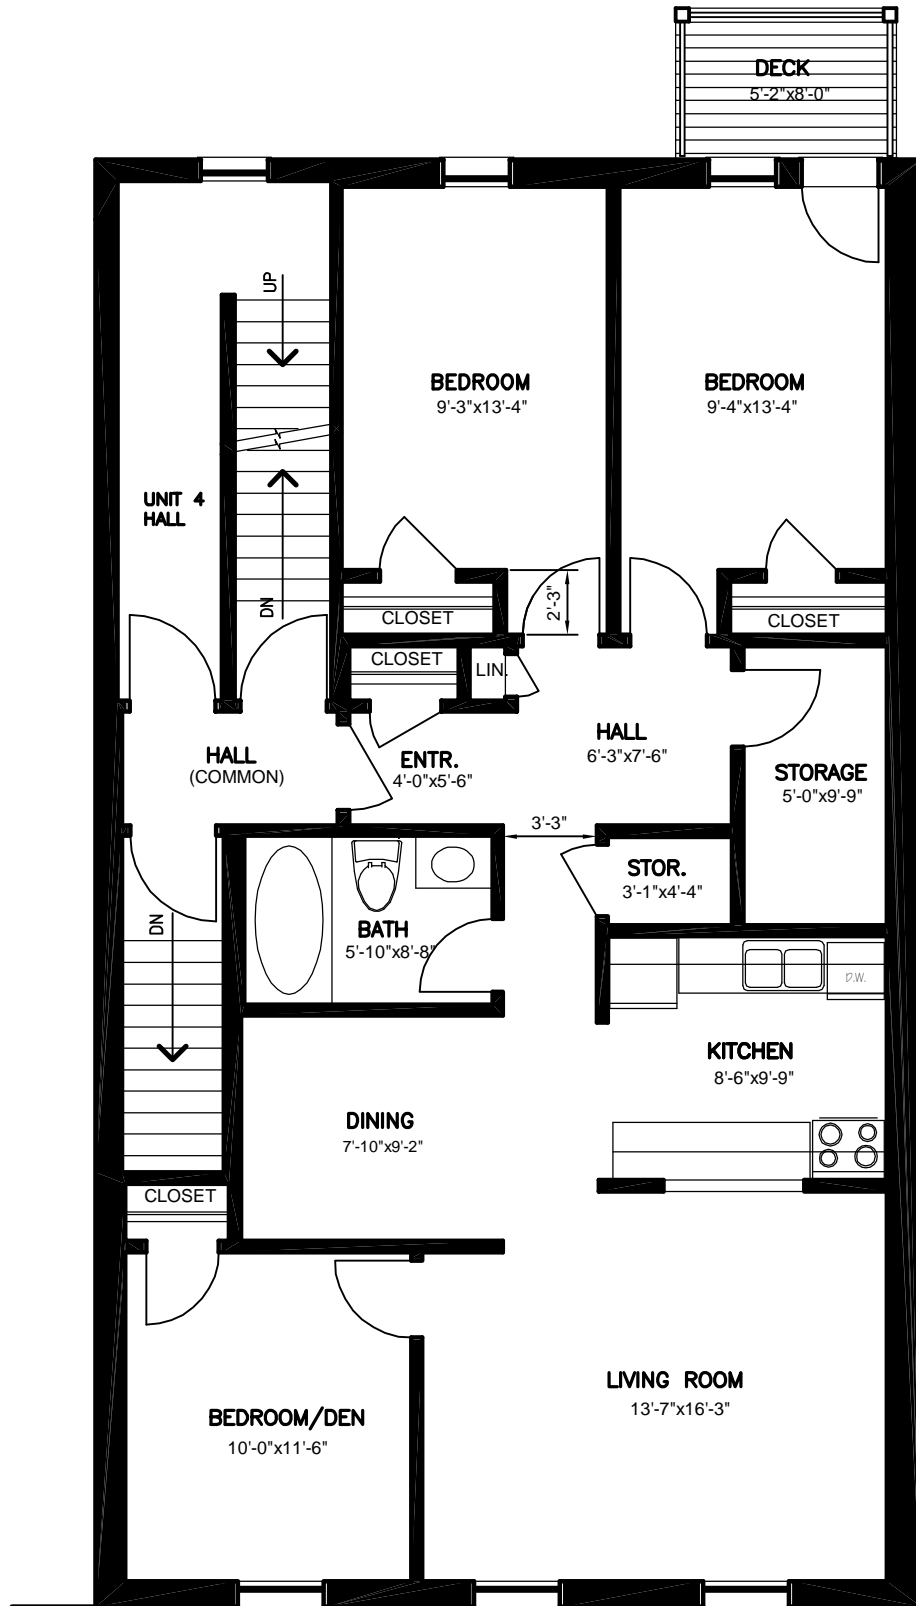 DECK
5'-2"x8'-0"
UP
BEDROOM
9'-3"x13'-4"
BEDROOM
9'-4"x13'-4"
UNIT 4
HALL
DN
2'-3"
CLOSET
CLOSET
CLOSET
LIN.
HALL
6'-3"x7'-6"
HALL
(COMMON)
ENTR.
4'-0"x5'-6"
STORAGE
5'-0"x9'-9"
3'-3"
STOR.
3'-1"x4'-4"
DN
BATH
5'-10"x8'-8"
D.W.
KITCHEN
8'-6"x9'-9"
DINING
7'-10"x9'-2"
CLOSET
LIVING ROOM
13'-7"x16'-3"
BEDROOM/DEN
10'-0"x11'-6"